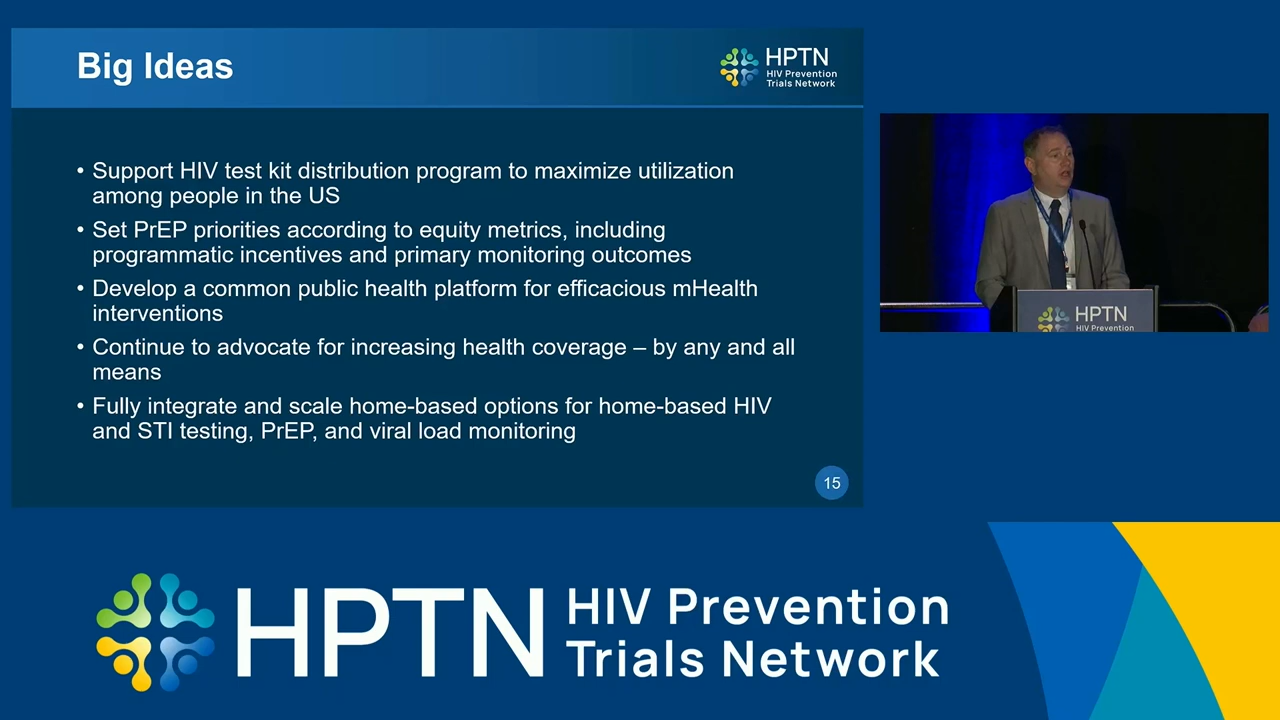 Big Ideas
HPTN
HIV Prevention
Trials Network
• Support HIV test kit distribution program to maximize utilization
among people in the US
• Set PrEP priorities according to equity metrics, including
programmatic incentives and primary monitoring outcomes
• Develop a common public health platform for efficacious mHealth
interventions
• Continue to advocate for increasing health coverage – by any and all
means
• Fully integrate and scale home-based options for home-based HIV
and STI testing, PrEP, and viral load monitoring
15
HPTN
HIV Prevention
HPTN
HIV Prevention
Trials Network